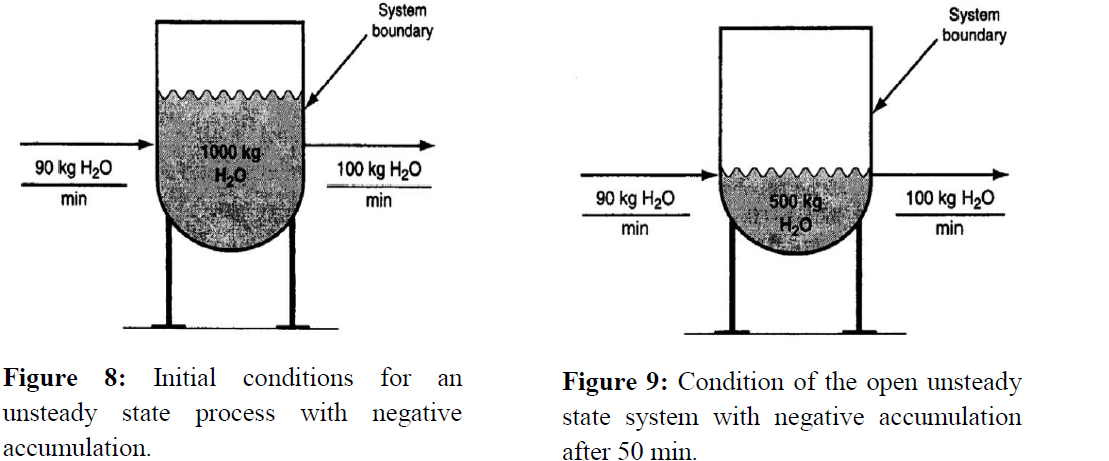 System
boundary
1000 kg
H₂O
90 kg H₂O
min
100 kg H₂O
min
Figure 8: Initial conditions for an
unsteady state process with negative
accumulation.
System
boundary
500 kg
H₂O
90 kg H₂O
min
100 kg H₂O
min
Figure 9: Condition of the open unsteady
state system with negative accumulation
after 50 min.